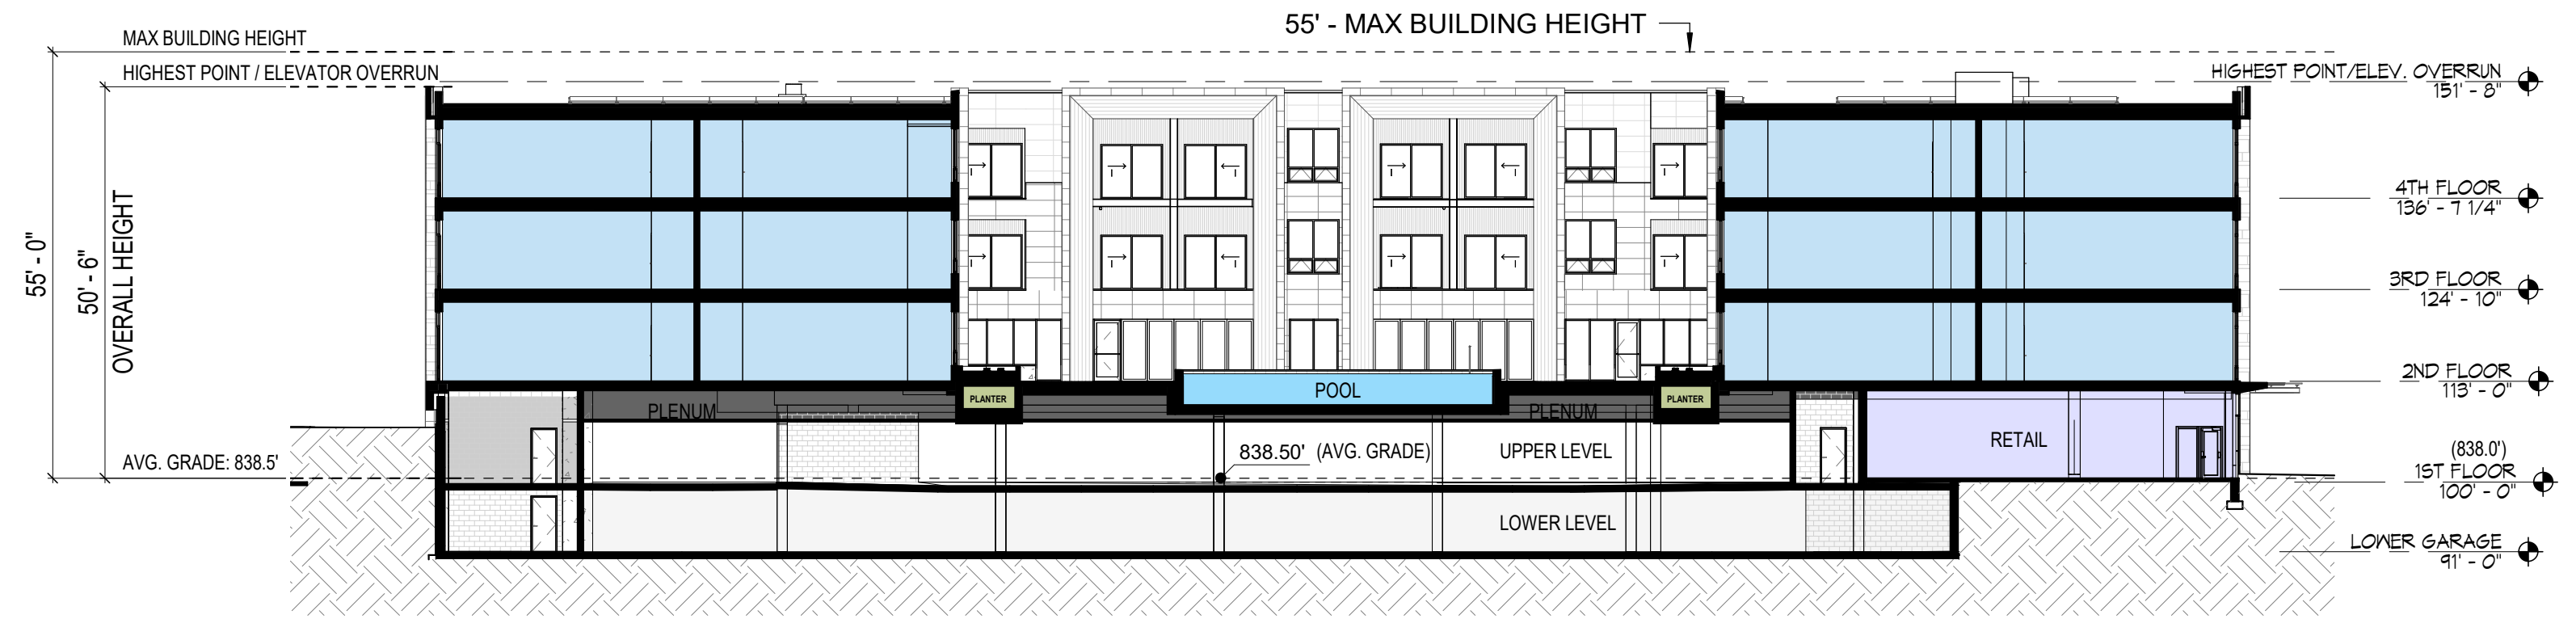 55' - MAX BUILDING HEIGHT
MAX BUILDING HEIGHT
HIGHEST POINT / ELEVATOR OVERRUN
HIGHEST POINT/ELEV. OVERRUN
151' - 8"
4TH FLOOR
136' - 7 1/4"
55' - 0"
50' - 6"
OVERALL HEIGHT
3RD FLOOR
124' - 10"
2ND FLOOR
113' - 0"
POOL
PLANTER
PLANTER
PLENUM
PLENUM
RETAIL
AVG. GRADE: 838.5'
838.50' (AVG. GRADE)
UPPER LEVEL
(838.0')
1ST FLOOR
100' - 0"
LOWER LEVEL
LOWER GARAGE
91' - 0"